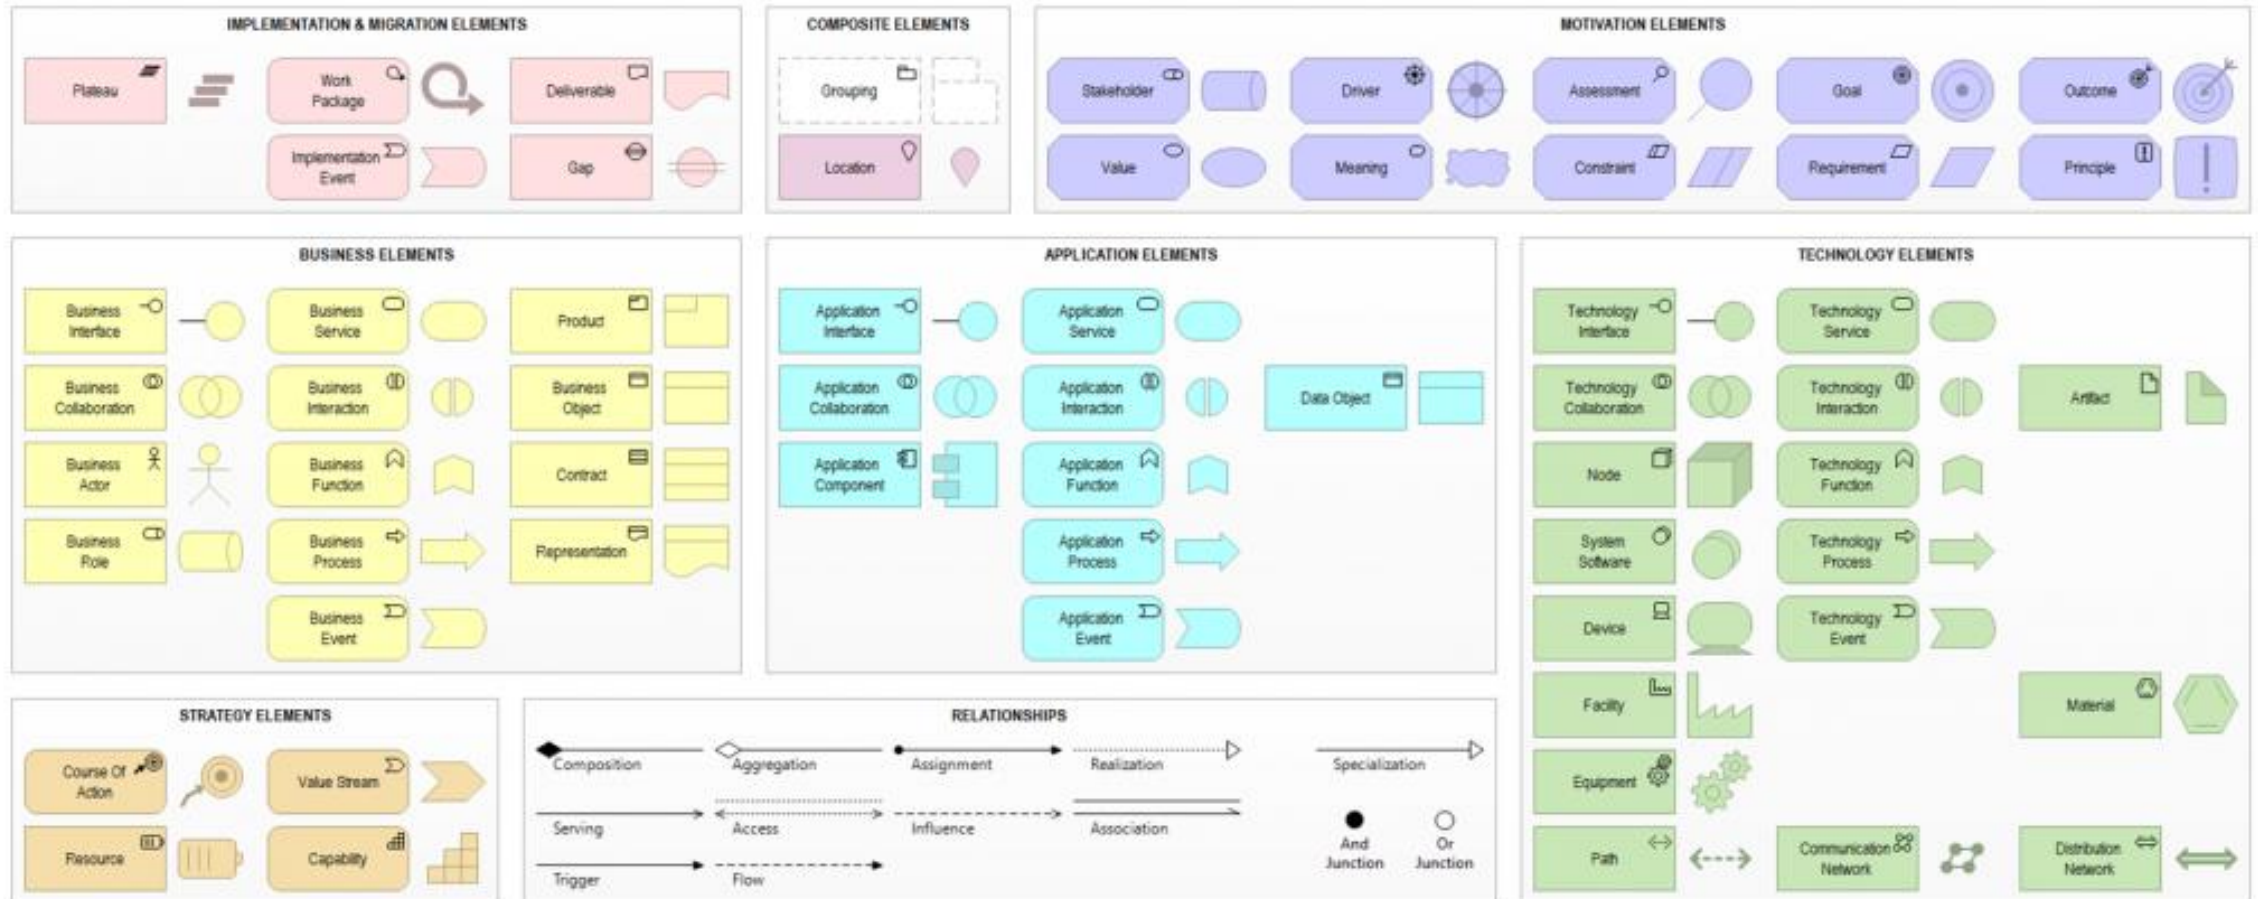 IMPLEMENTATION & MIGRATION ELEMENTS
Plateau
Work
Package
Deliverable
Implementation
Event
Gap
COMPOSITE ELEMENTS
Grouping
Location
MOTIVATION ELEMENTS
Stakeholder
Driver
Assessment
Goal
Outcome
Value
Meaning
Constraint
Requirement
Principle
BUSINESS ELEMENTS
Business
Interface
Business
Service
Product
Business
Collaboration
Business
Interaction
Business
Object
Business
Actor
Business
Function
Contract
Business
Role
Business
Process
Representation
Business
Event
APPLICATION ELEMENTS
Application
Interface
Application
Service
Application
Collaboration
Application
Interaction
Data Object
Application
Component
Application
Function
Application
Process
Application
Event
TECHNOLOGY ELEMENTS
Technology
Interface
Technology
Service
Technology
Collaboration
Technology
Interaction
Artifact
Node
Technology
Function
System
Software
Technology
Process
Device
Technology
Event
Facility
Material
Equipment
Path
Communication
Network
Distribution
Network
STRATEGY ELEMENTS
Course Of
Action
Value Stream
Resource
Capability
RELATIONSHIPS
Composition
Aggregation
Assignment
Realization
Specialization
Serving
Access
Influence
Association
And
Junction
Or
Junction
Trigger
Flow